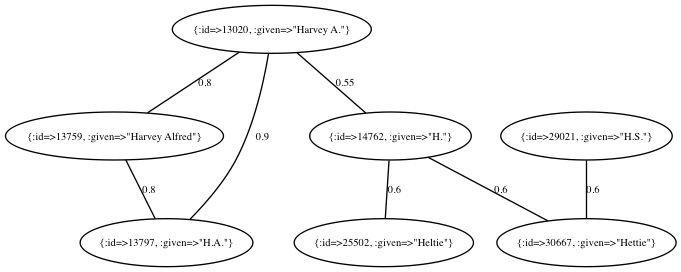 {:id=>13020, :given=>"Harvey A."}
0.8
0.55
0.9
{:id=>13759, :given=>"Harvey Alfred"}
{:id=>14762, :given=>"H."}
{:id=>29021, :given=>"H.S."}
0.8
0.6
0.6
0.6
{:id=>13797, :given=>"H.A."}
{:id=>25502, :given=>"Heltie"}
{:id=>30667, :given=>"Hettie"}